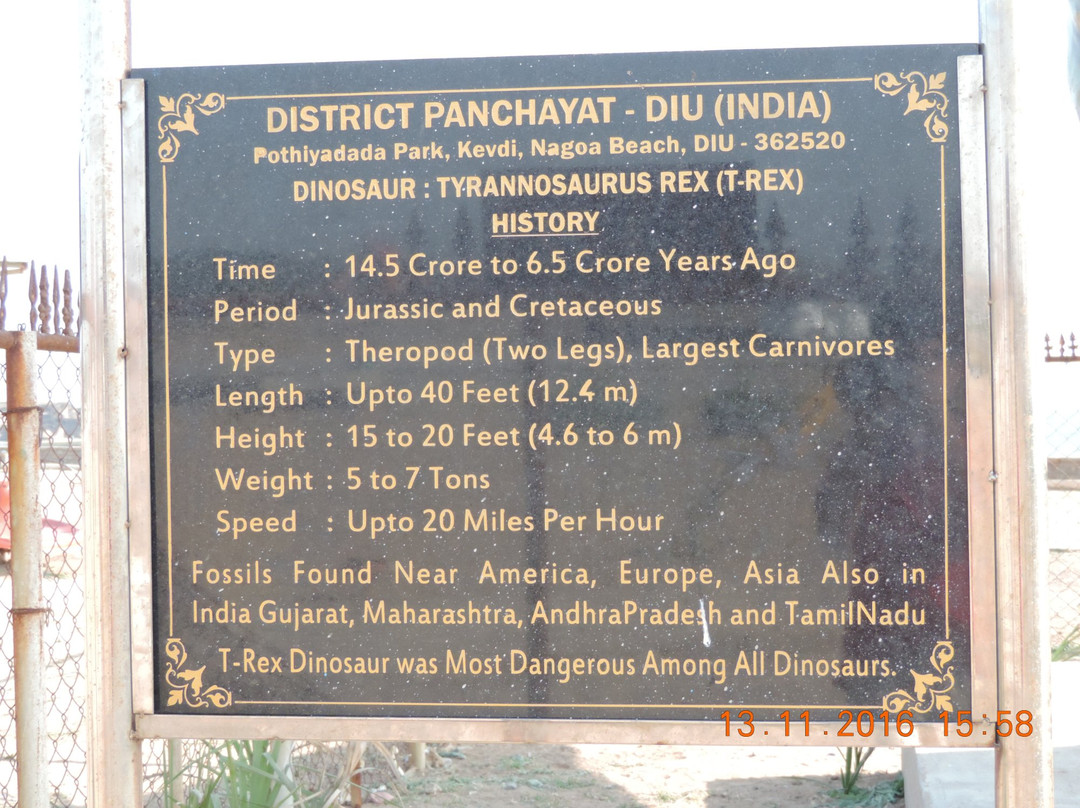 DISTRICT PANCHAYAT - DIU (INDIA)
Pothiyadada Park, Kevdi, Nagoa Beach, DIU - 362520
DINOSAUR : TYRANNOSAURUS REX (T-REX)
HISTORY
Time : 14.5 Crore to 6.5 Crore Years Ago
Period : Jurassic and Cretaceous
Type : Theropod (Two Legs), Largest Carnivores
Length : Upto 40 Feet (12.4 m)
Height : 15 to 20 Feet (4.6 to 6 m)
Weight : 5 to 7 Tons
Speed : Upto 20 Miles Per Hour
Fossils Found Near America, Europe, Asia Also in
India Gujarat, Maharashtra, AndhraPradesh and TamilNadu
T-Rex Dinosaur was Most Dangerous Among All Dinosaurs.
13.11.2016 15:58